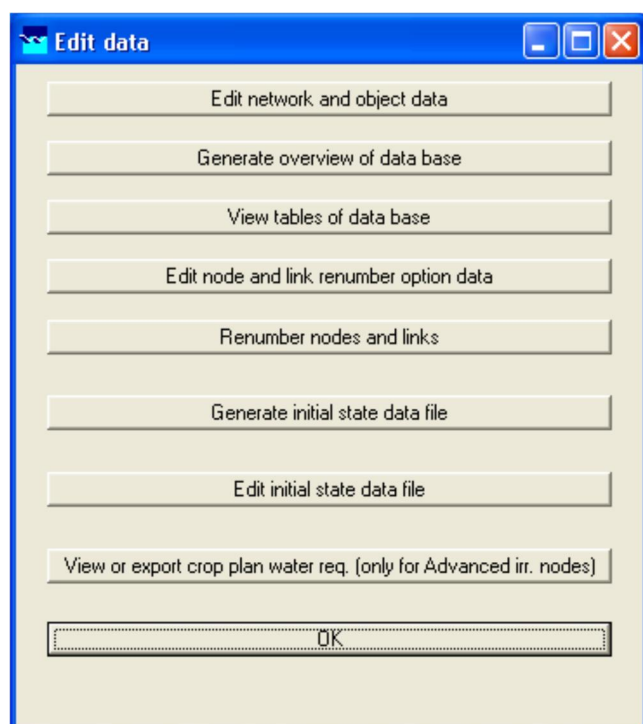 Edit data
Edit network and object data
Generate overview of data base
View tables of data base
Edit node and link renumber option data
Renumber nodes and links
Generate initial state data file
Edit initial state data file
View or export crop plan water req. (only for Advanced irr. nodes)
OK